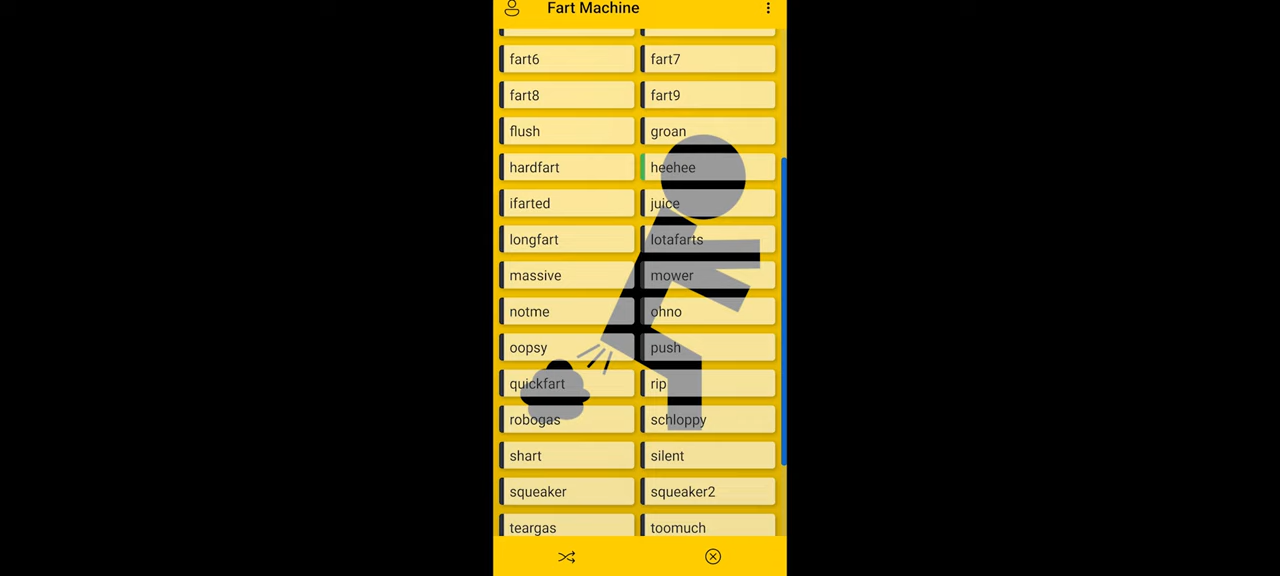 Fart Machine
fart6 fart7
fart8 fart9
flush groan
hardfart heehee
ifarted juice
longfart lotafarts
massive mower
notme ohno
oopsy push
quickfart rip
robogas schloppy
shart silent
squeaker squeaker2
teargas toomuch